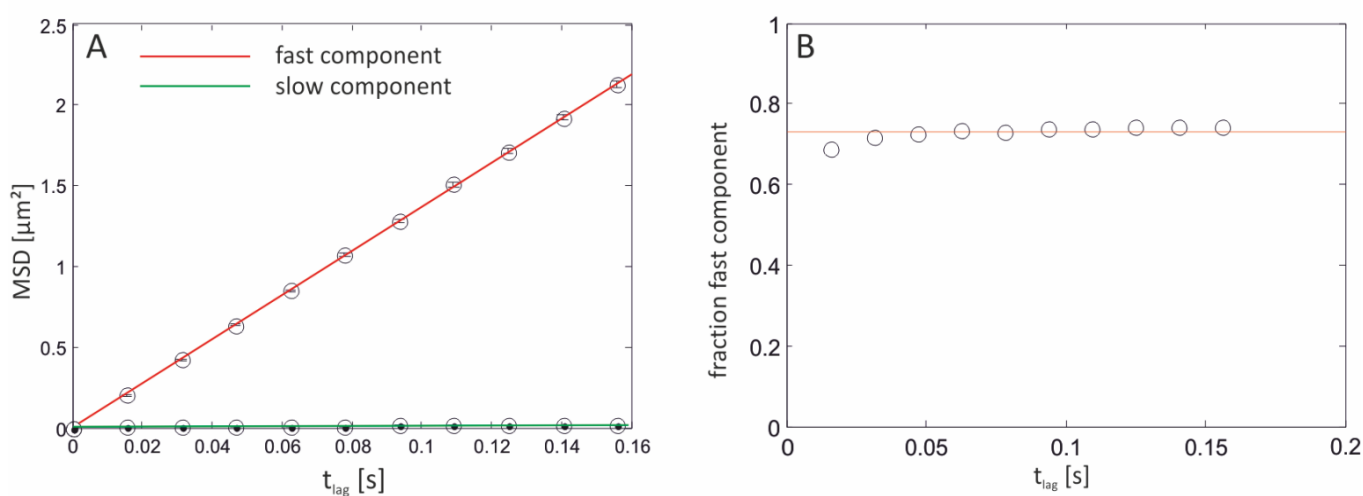 A
fast component
slow component
MSD [µm²]
2.5
2
1.5
1
0.5
0
0 0.02 0.04 0.06 0.08 0.1 0.12 0.14 0.16
t_lag [s]
B
fraction fast component
1
0.8
0.6
0.4
0.2
0
0 0.05 0.1 0.15 0.2
t_lag [s]